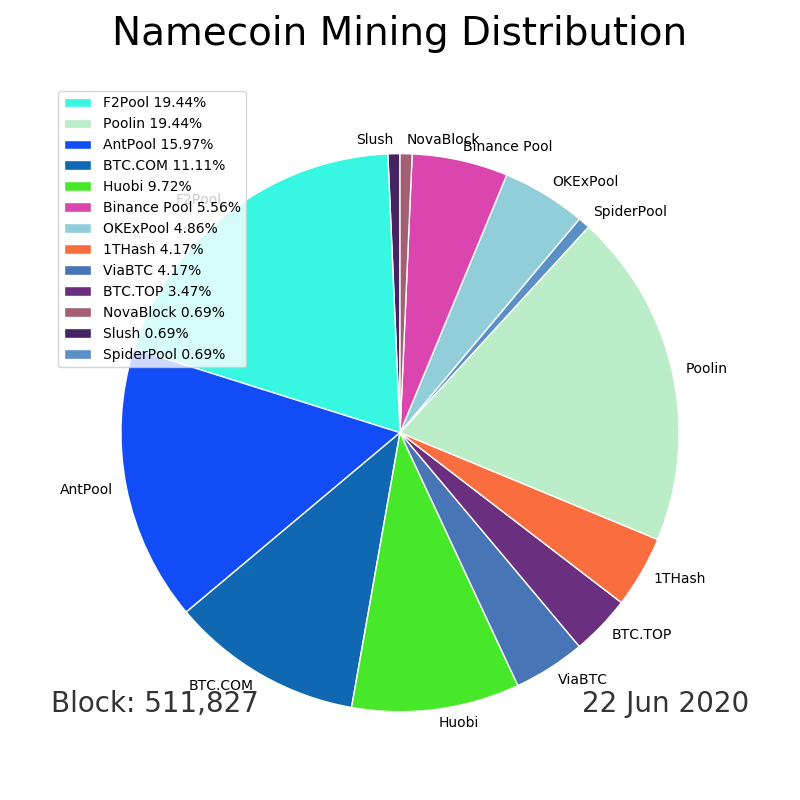 Namecoin Mining Distribution
F2Pool 19.44%
Poolin 19.44%
AntPool 15.97%
BTC.COM 11.11%
Huobi 9.72%
Binance Pool 5.56%
OKExPool 4.86%
1THash 4.17%
ViaBTC 4.17%
BTC.TOP 3.47%
NovaBlock 0.69%
Slush 0.69%
SpiderPool 0.69%
Slush
NovaBlock
Binance Pool
OKExPool
SpiderPool
F2Pool
Poolin
AntPool
1THash
BTC.TOP
ViaBTC
BTC.COM
Huobi
Block: 511,827
22 Jun 2020